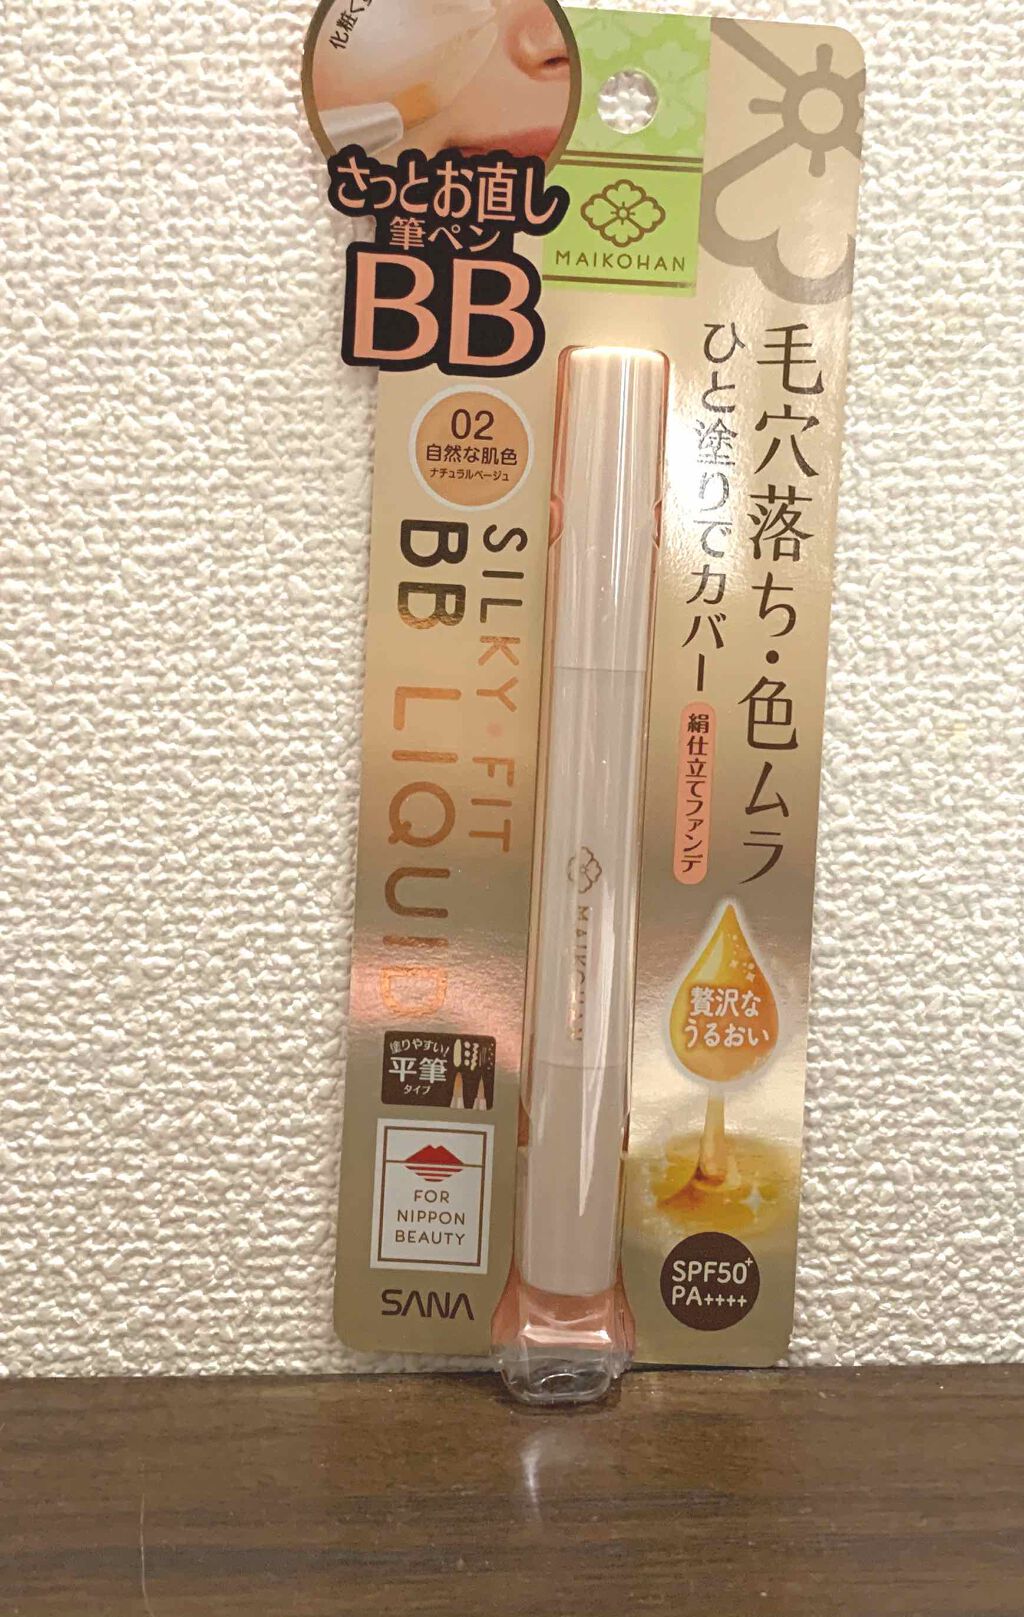 さっとお直し
筆ペン
BB
MAIKOHAN
02
自然な肌色
ナチュラルベージュ
毛穴落ち・色ムラ
ひと塗りでカバー
絹仕立てファンデ
SILKY・FIT
BB LIQUID
MAIKOHAN
贅沢な
うるおい
塗りやすい!
平筆
タイプ
FOR
NIPPON
BEAUTY
SANA
SPF50+
PA++++